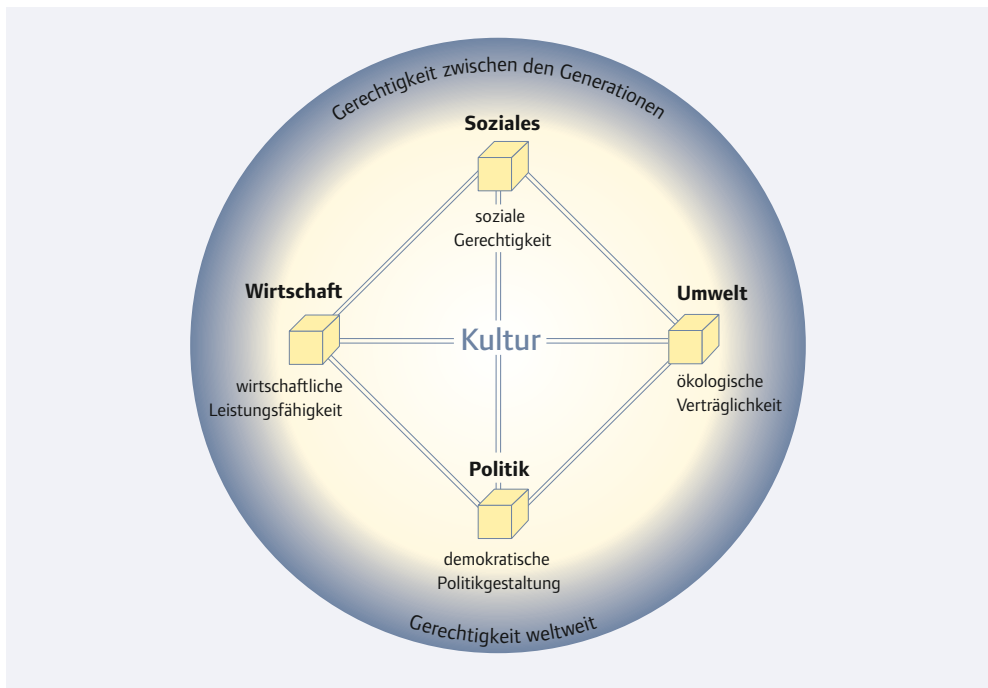 Gerechtigkeit zwischen den Generationen
Soziales
soziale
Gerechtigkeit
Wirtschaft
wirtschaftliche
Leistungsfähigkeit
Kultur
Umwelt
ökologische
Verträglichkeit
Politik
demokratische
Politikgestaltung
Gerechtigkeit weltweit